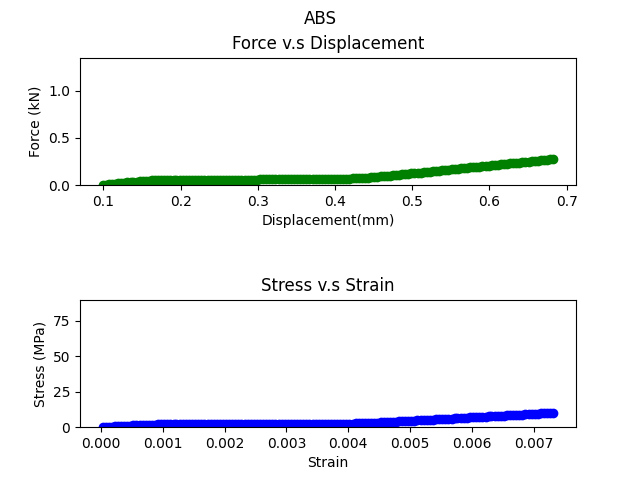 ABS
Force v.s Displacement
1.0
0.5
0.0
Force (kN)
0.1 0.2 0.3 0.4 0.5 0.6 0.7
Displacement(mm)
Stress v.s Strain
75
50
25
0
Stress (MPa)
0.000 0.001 0.002 0.003 0.004 0.005 0.006 0.007
Strain